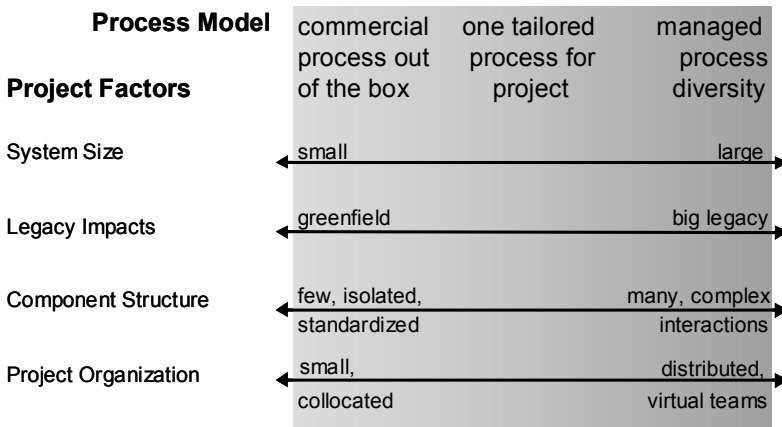 Process Model commercial one tailored managed
process out process for process
Project Factors of the box project diversity
System Size small large
Legacy Impacts greenfield big legacy
Component Structure few, isolated, many, complex
standardized interactions
Project Organization small, distributed,
collocated virtual teams